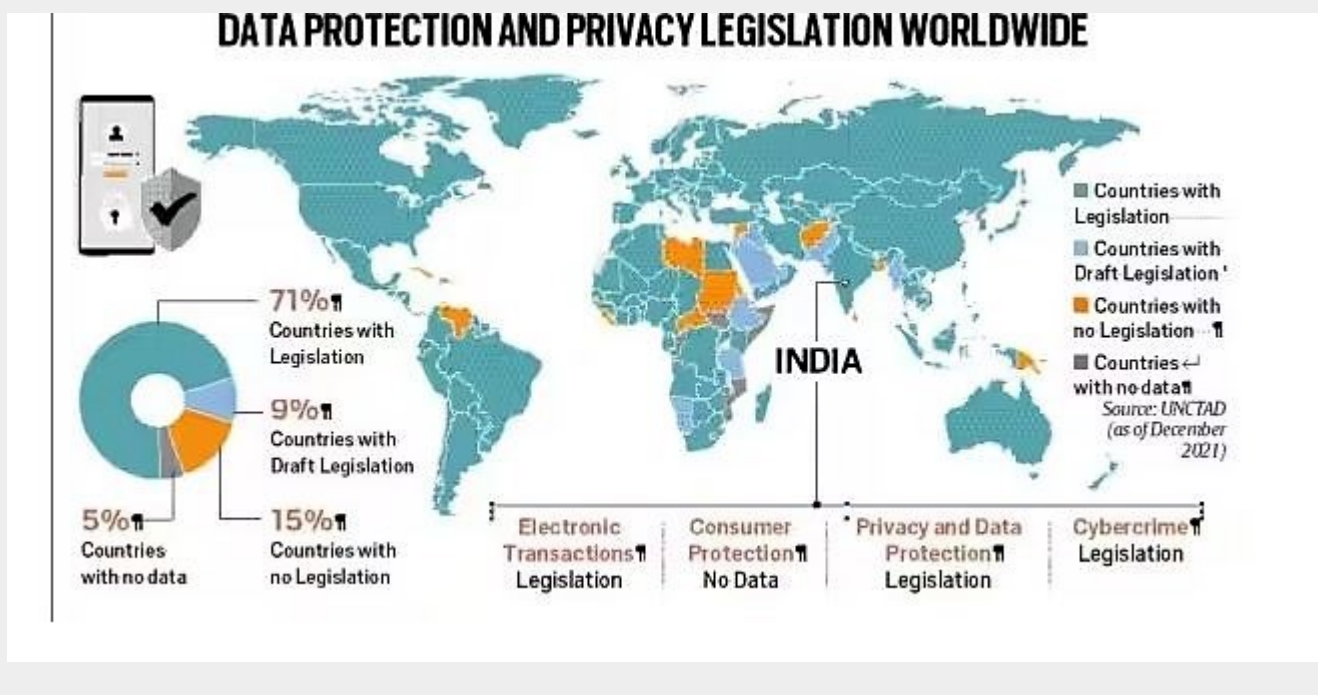 DATA PROTECTION AND PRIVACY LEGISLATION WORLDWIDE
Countries with
Legislation
Countries with
Draft Legislation '
Countries with
no Legislation ¶
Countries ↵
with no data¶
Source: UNCTAD
(as of December
2021)
71%¶
Countries with
Legislation
9%¶
Countries with
Draft Legislation
15%¶
Countries with
no Legislation
5%¶
Countries
with no data
INDIA
Electronic
Transactions¶
Legislation
Consumer
Protection¶
No Data
Privacy and Data
Protection¶
Legislation
Cybercrime¶
Legislation